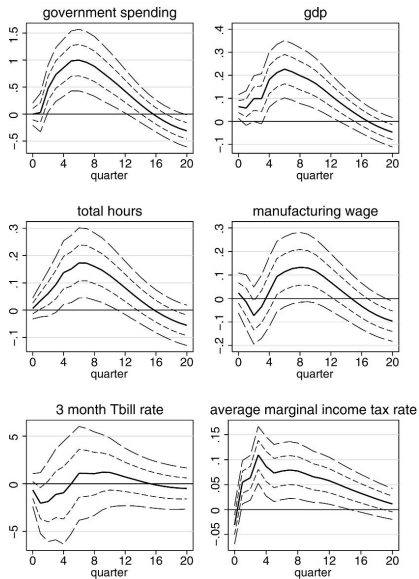 government spending
gdp
1.5
1
.5
0
-.5
.4
.3
.2
.1
0
-.1
0 4 8 12 16 20
quarter
0 4 8 12 16 20
quarter
total hours
manufacturing wage
.3
.2
.1
0
-.1
.3
.2
.1
0
-.1
-.2
0 4 8 12 16 20
quarter
0 4 8 12 16 20
quarter
3 month Tbill rate
average marginal income tax rate
5
0
-5
.15
.1
.05
0
-.05
0 4 8 12 16 20
quarter
0 4 8 12 16 20
quarter